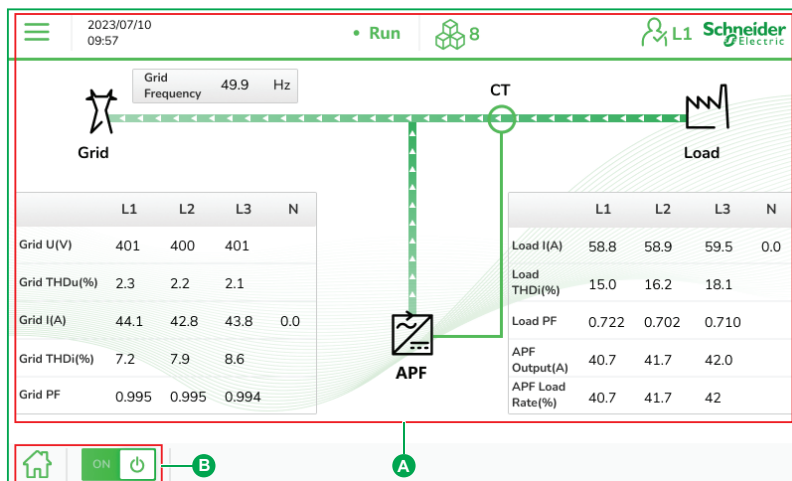 2023/07/10
09:57
• Run
8
L1
Schneider
Electric
Grid
Frequency 49.9 Hz
CT
Grid
Load
L1 L2 L3 N
Grid U(V) 401 400 401
Grid THDu(%) 2.3 2.2 2.1
Grid I(A) 44.1 42.8 43.8 0.0
Grid THDi(%) 7.2 7.9 8.6
Grid PF 0.995 0.995 0.994
APF
L1 L2 L3 N
Load I(A) 58.8 58.9 59.5 0.0
Load
THDi(%) 15.0 16.2 18.1
Load PF 0.722 0.702 0.710
APF
Output(A) 40.7 41.7 42.0
APF Load
Rate(%) 40.7 41.7 42
ON
B
A